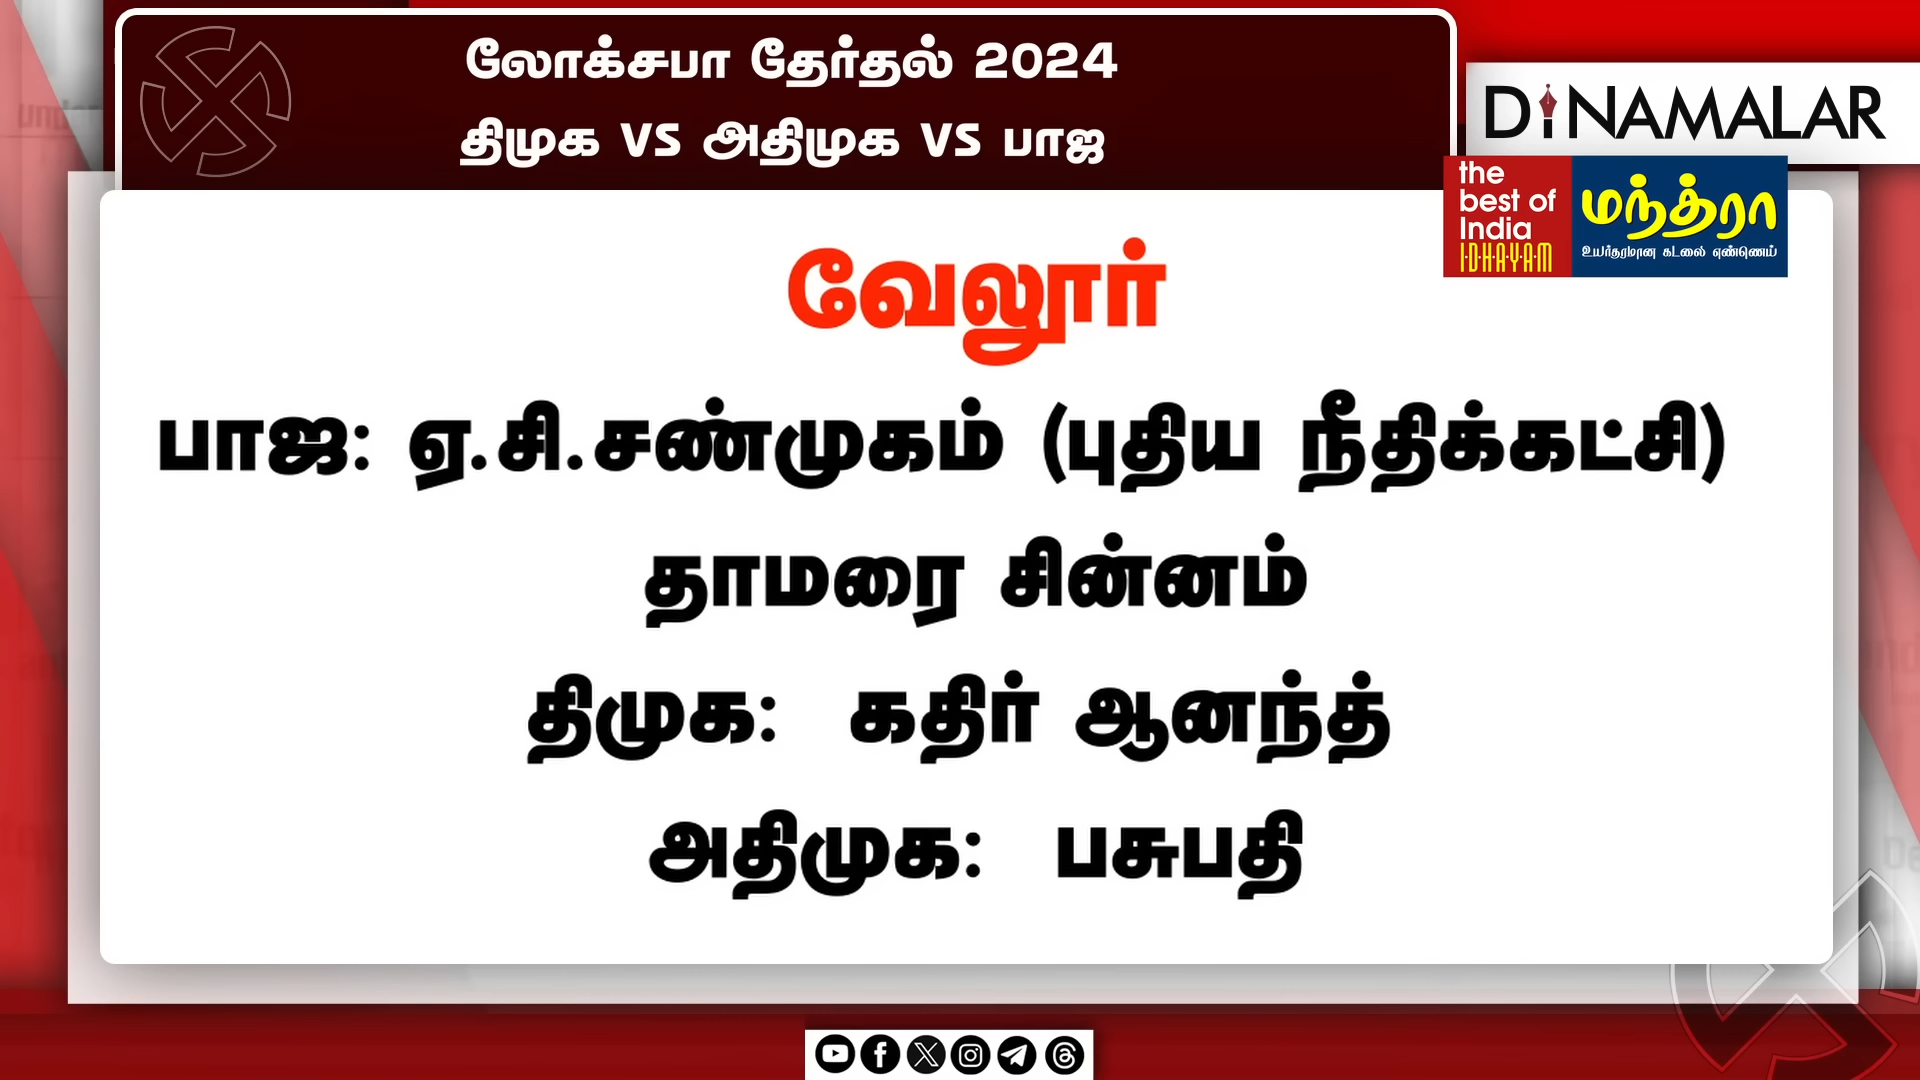 லோக்சபா தேர்தல் 2024
திமுக VS அதிமுக VS பாஜ
DiNAMALAR
the
best of
India
IDHAYAM
மந்த்ரா
உயர்தரமான கடலை எண்ணெய்
வேலூர்
பாஜ: ஏ.சி.சண்முகம் (புதிய நீதிக்கட்சி)
தாமரை சின்னம்
திமுக: கதிர் ஆனந்த்
அதிமுக: பசுபதி